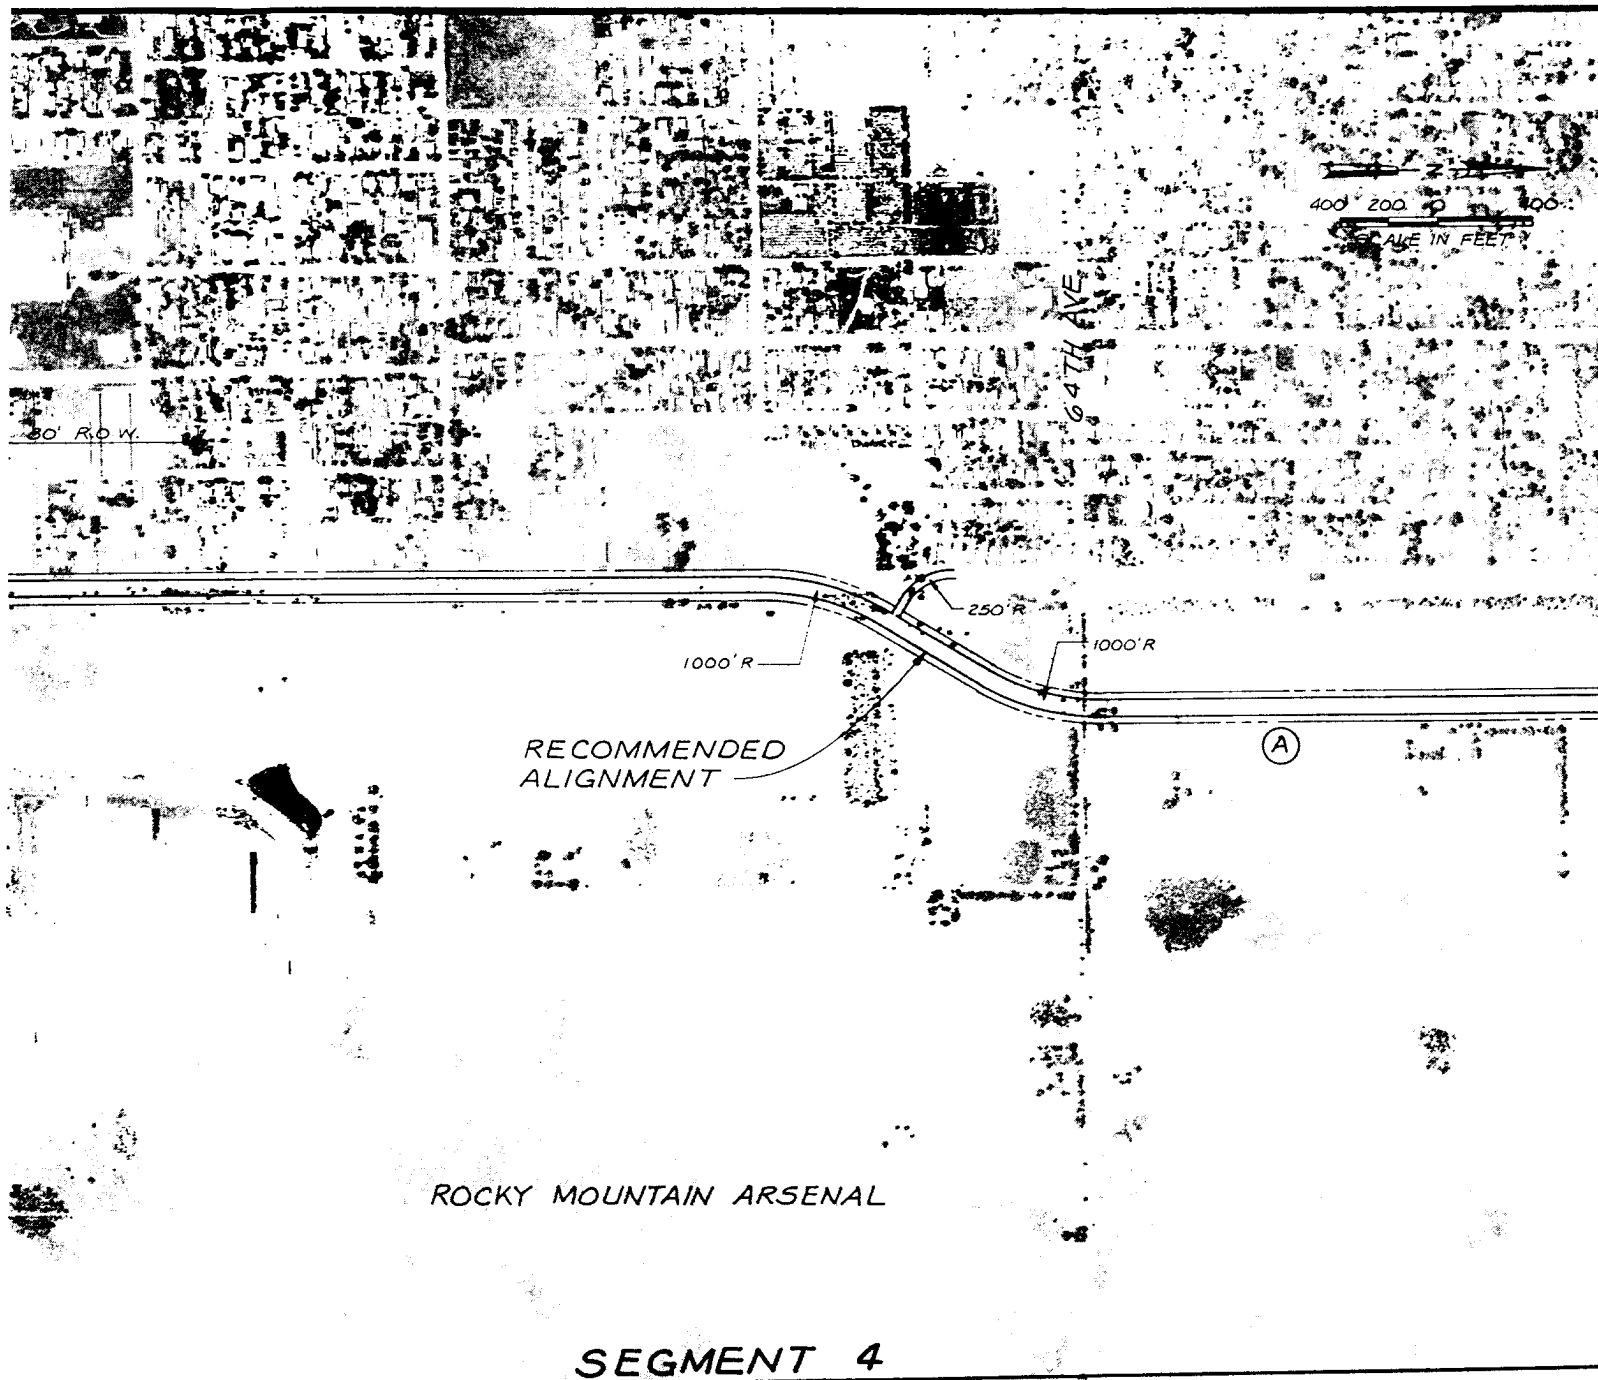 N
400 200 0 400
SCALE IN FEET
64TH AVE.
80' R.O.W.
250' R
1000' R
1000' R
RECOMMENDED
ALIGNMENT
A
ROCKY MOUNTAIN ARSENAL
SEGMENT 4